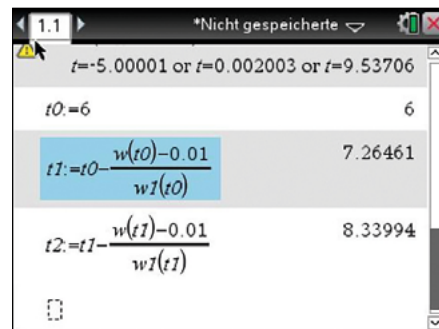 1.1 *Nicht gespeicherte
t=-5.00001 or t=0.002003 or t=9.53706
t0:=6 6
t1:=t0-(w(t0)-0.01)/(w1(t0)) 7.26461
t2:=t1-(w(t1)-0.01)/(w1(t1)) 8.33994